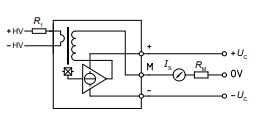 +HV R1
-HV
+
+UC
M IS RM 0V
-
-UC